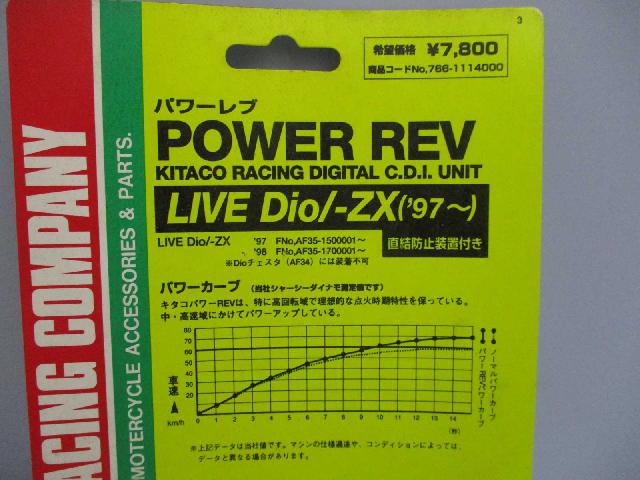 3
希望価格 ¥7,800
商品コードNo,766-1114000
パワーレブ
POWER REV
KITACO RACING DIGITAL C.D.I. UNIT
LIVE Dio/-ZX('97～)
LIVE Dio/-ZX '97 FNo,AF35-1500001～
'98 FNo,AF35-1700001～
※Dioチェスタ(AF34)には装着不可
直結防止装置付き
パワーカーブ (当社シャーシーダイナモ測定値です)
キタコパワーREVは、特に高回転域で理想的な点火時期特性を保っている。
中・高速域にかけてパワーアップしている。
80
70
60
50
40
30
20
車速
km/h
0 1 2 3 4 5 6 7 8 9 10 11 12 13 14
(秒)
ノーマルパワーカーブ
パワーREVパワーカーブ
※上記データは当社値です。マシンの仕様過速や、コンディションによっては、
データと異なる場合があります。
ACING COMPANY
MOTERCYCLE ACCESSORIES & PARTS.